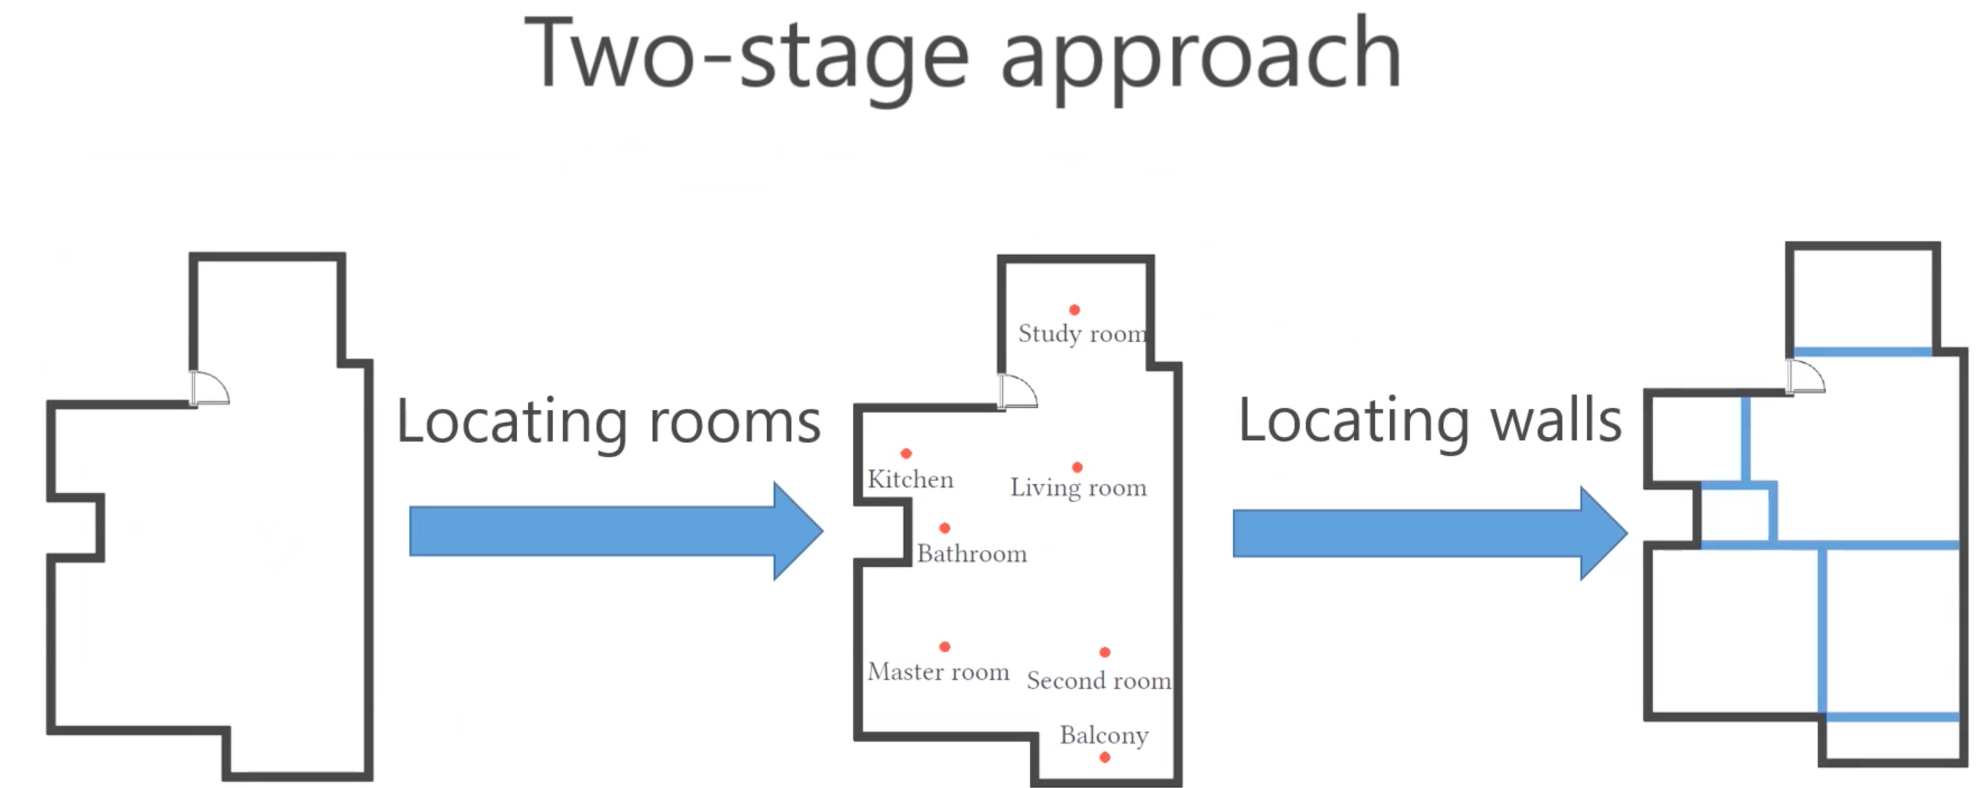 Two-stage approach
Locating rooms
Study room
Kitchen
Living room
Bathroom
Master room
Second room
Balcony
Locating walls